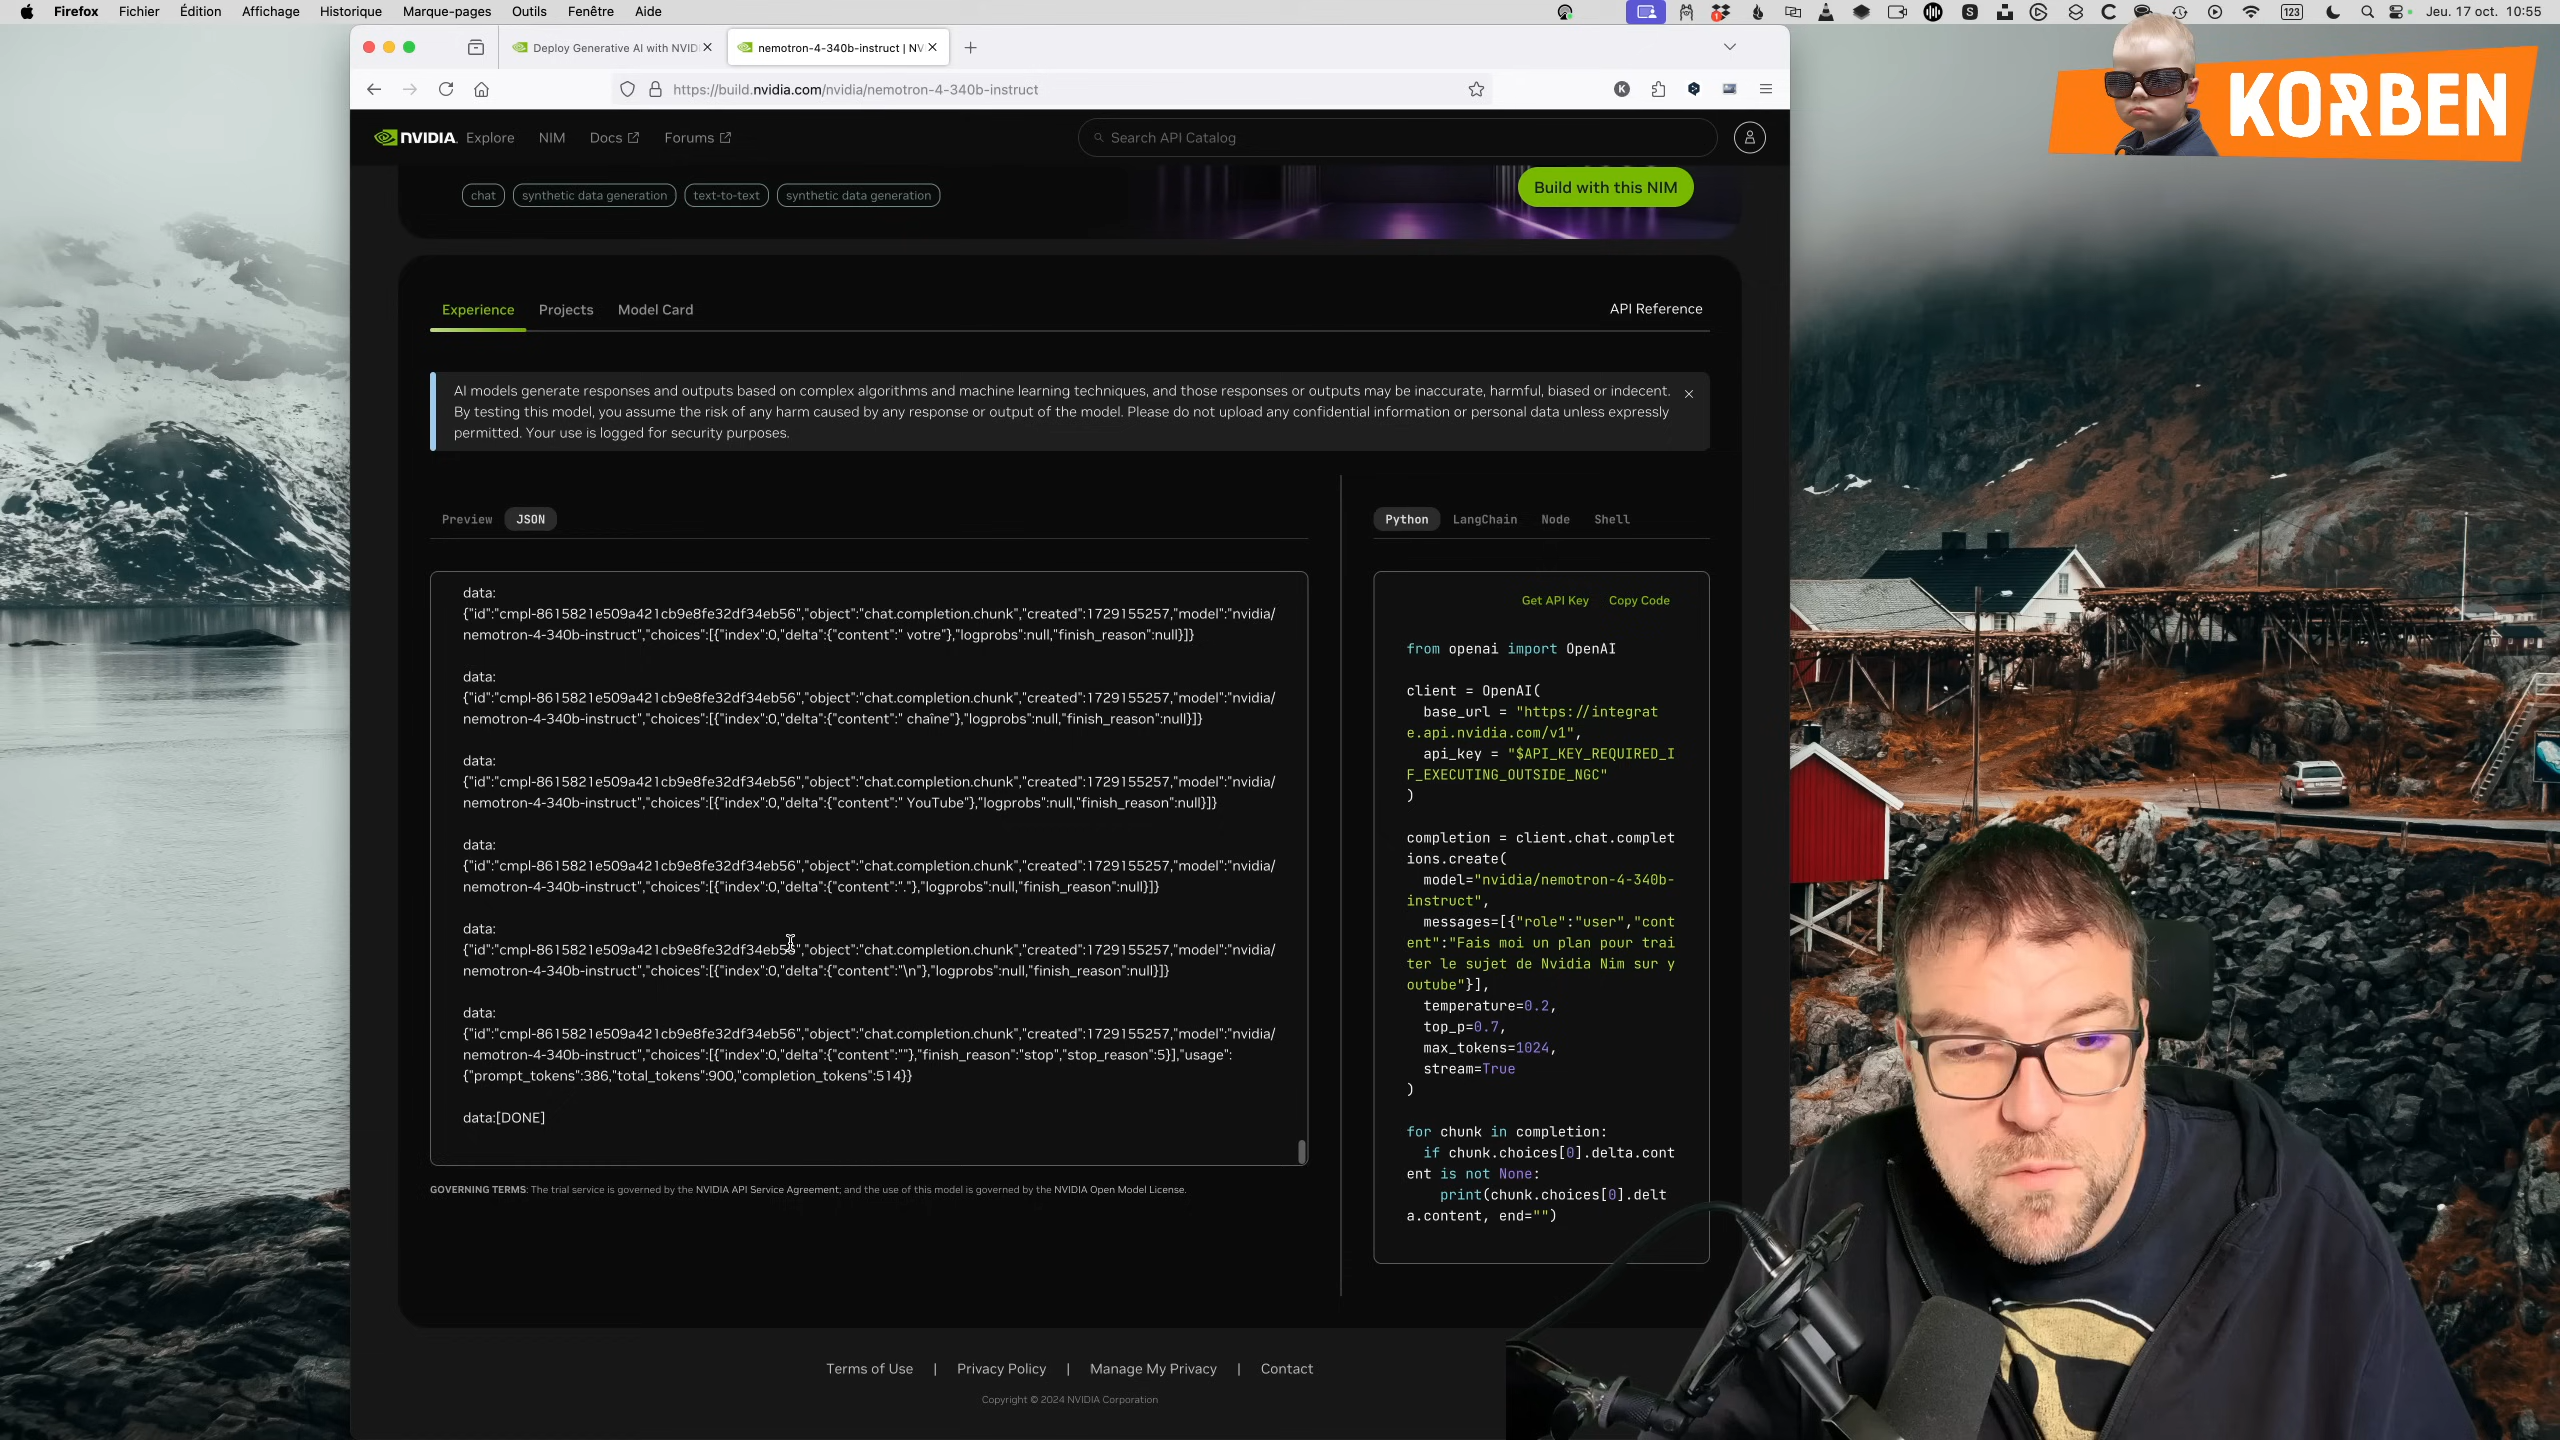 Firefox Fichier Édition Affichage Historique Marque-pages Outils Fenêtre Aide
123 Jeu. 17 oct. 10:55
KORBEN
Deploy Generative AI with NVID
nemotron-4-340b-instruct | NV
https://build.nvidia.com/nvidia/nemotron-4-340b-instruct
NVIDIA. Explore NIM Docs Forums
Search API Catalog
chat synthetic data generation text-to-text synthetic data generation
Build with this NIM
Experience Projects Model Card
API Reference
AI models generate responses and outputs based on complex algorithms and machine learning techniques, and those responses or outputs may be inaccurate, harmful, biased or indecent.
By testing this model, you assume the risk of any harm caused by any response or output of the model. Please do not upload any confidential information or personal data unless expressly
permitted. Your use is logged for security purposes.
Preview JSON
data:
{"id":"cmpl-8615821e509a421cb9e8fe32df34eb56","object":"chat.completion.chunk","created":1729155257,"model":"nvidia/
nemotron-4-340b-instruct","choices":[{"index":0,"delta":{"content":" votre"},"logprobs":null,"finish_reason":null}]}
data:
{"id":"cmpl-8615821e509a421cb9e8fe32df34eb56","object":"chat.completion.chunk","created":1729155257,"model":"nvidia/
nemotron-4-340b-instruct","choices":[{"index":0,"delta":{"content":" chaîne"},"logprobs":null,"finish_reason":null}]}
data:
{"id":"cmpl-8615821e509a421cb9e8fe32df34eb56","object":"chat.completion.chunk","created":1729155257,"model":"nvidia/
nemotron-4-340b-instruct","choices":[{"index":0,"delta":{"content":" YouTube"},"logprobs":null,"finish_reason":null}]}
data:
{"id":"cmpl-8615821e509a421cb9e8fe32df34eb56","object":"chat.completion.chunk","created":1729155257,"model":"nvidia/
nemotron-4-340b-instruct","choices":[{"index":0,"delta":{"content":"."},"logprobs":null,"finish_reason":null}]}
data:
{"id":"cmpl-8615821e509a421cb9e8fe32df34eb56","object":"chat.completion.chunk","created":1729155257,"model":"nvidia/
nemotron-4-340b-instruct","choices":[{"index":0,"delta":{"content":"\n"},"logprobs":null,"finish_reason":null}]}
data:
{"id":"cmpl-8615821e509a421cb9e8fe32df34eb56","object":"chat.completion.chunk","created":1729155257,"model":"nvidia/
nemotron-4-340b-instruct","choices":[{"index":0,"delta":{"content":""},"finish_reason":"stop","stop_reason":5}],"usage":
{"prompt_tokens":386,"total_tokens":900,"completion_tokens":514}}
data:[DONE]
GOVERNING TERMS: The trial service is governed by the NVIDIA API Service Agreement; and the use of this model is governed by the NVIDIA Open Model License.
Python LangChain Node Shell
Get API Key Copy Code
from openai import OpenAI
client = OpenAI(
base_url = "https://integrat
e.api.nvidia.com/v1",
api_key = "$API_KEY_REQUIRED_I
F_EXECUTING_OUTSIDE_NGC"
)
completion = client.chat.complet
ions.create(
model="nvidia/nemotron-4-340b-
instruct",
messages=[{"role":"user","cont
ent":"Fais moi un plan pour trai
ter le sujet de Nvidia Nim sur y
outube"}],
temperature=0.2,
top_p=0.7,
max_tokens=1024,
stream=True
)
for chunk in completion:
if chunk.choices[0].delta.cont
ent is not None:
print(chunk.choices[0].delt
a.content, end="")
Terms of Use | Privacy Policy | Manage My Privacy | Contact
Copyright © 2024 NVIDIA Corporation